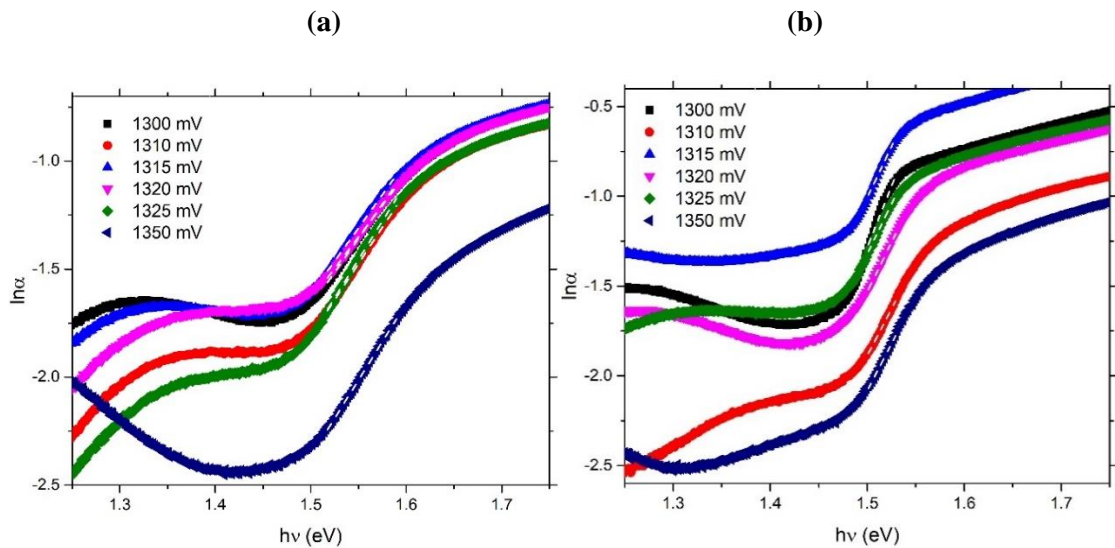 (a)
(b)
1300 mV
1310 mV
1315 mV
1320 mV
1325 mV
1350 mV
-1.0
-1.5
-2.0
-2.5
lnα
1.3 1.4 1.5 1.6 1.7
hν (eV)
1300 mV
1310 mV
1315 mV
1320 mV
1325 mV
1350 mV
-0.5
-1.0
-1.5
-2.0
-2.5
lnα
1.3 1.4 1.5 1.6 1.7
hν (eV)